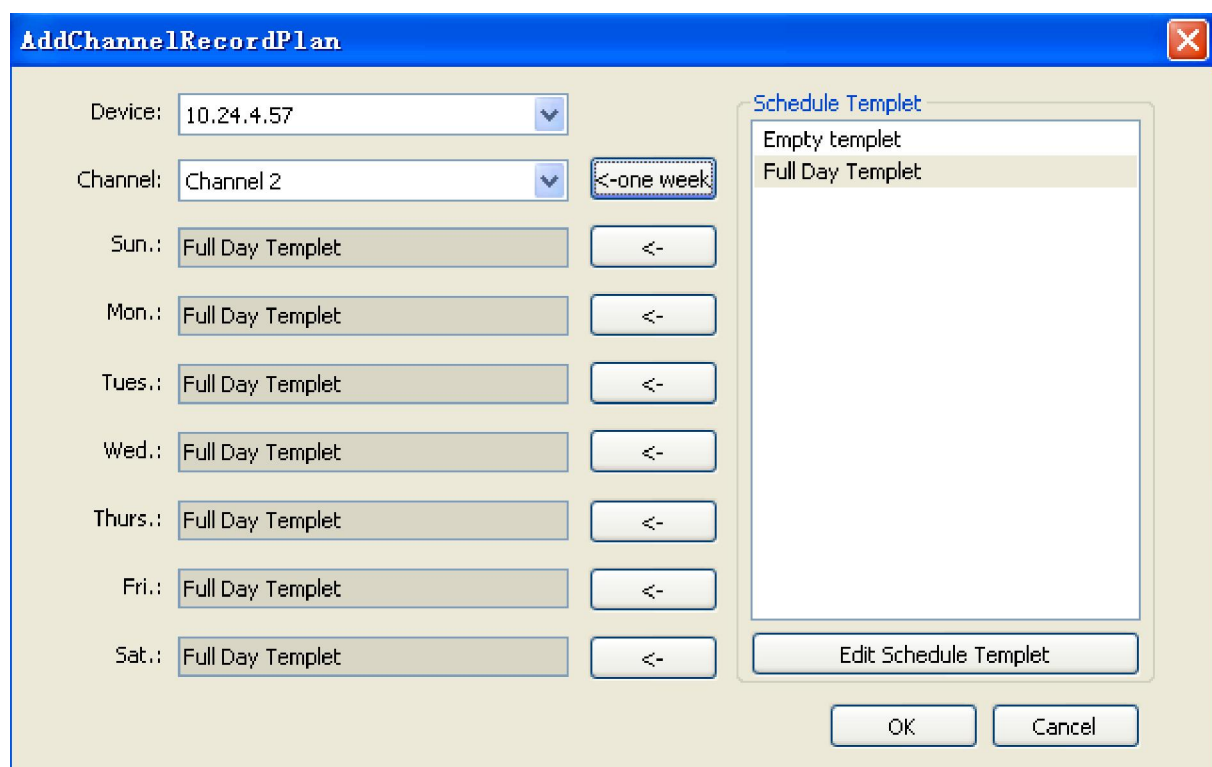 AddChannelRecordPlan
Device: 10.24.4.57
Channel: Channel 2 <-one week
Sun.: Full Day Templet <-
Mon.: Full Day Templet <-
Tues.: Full Day Templet <-
Wed.: Full Day Templet <-
Thurs.: Full Day Templet <-
Fri.: Full Day Templet <-
Sat.: Full Day Templet <-
Schedule Templet
Empty templet
Full Day Templet
Edit Schedule Templet
OK Cancel